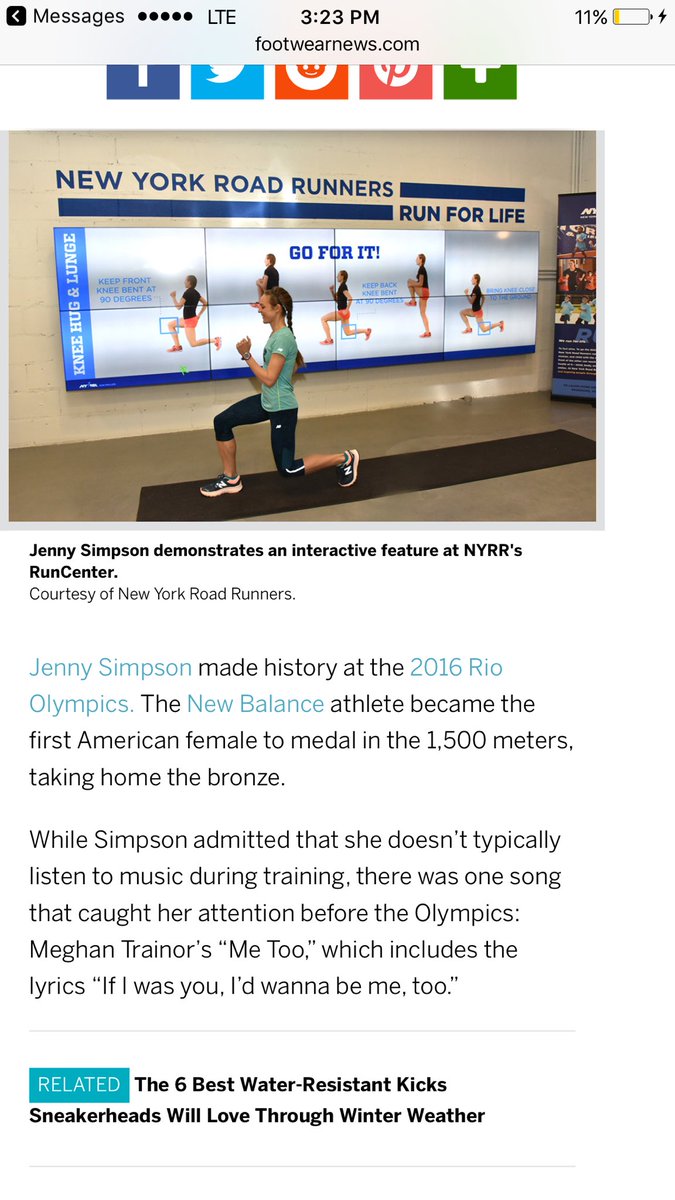 Messages
LTE
3:23 PM
11%
footwearnews.com
NEW YORK ROAD RUNNERS
RUN FOR LIFE
KNEE HUG & LUNGE
GO FOR IT!
KEEP FRONT
KNEE BENT AT
90 DEGREES
KEEP BACK
KNEE BENT
AT 90 DEGREES
BRING KNEE CLOSE
TO THE GROUND
Jenny Simpson demonstrates an interactive feature at NYRR's
RunCenter.
Courtesy of New York Road Runners.
Jenny Simpson made history at the 2016 Rio
Olympics. The New Balance athlete became the
first American female to medal in the 1,500 meters,
taking home the bronze.
While Simpson admitted that she doesn’t typically
listen to music during training, there was one song
that caught her attention before the Olympics:
Meghan Trainor’s “Me Too,” which includes the
lyrics “If I was you, I’d wanna be me, too.”
RELATED The 6 Best Water-Resistant Kicks
Sneakerheads Will Love Through Winter Weather